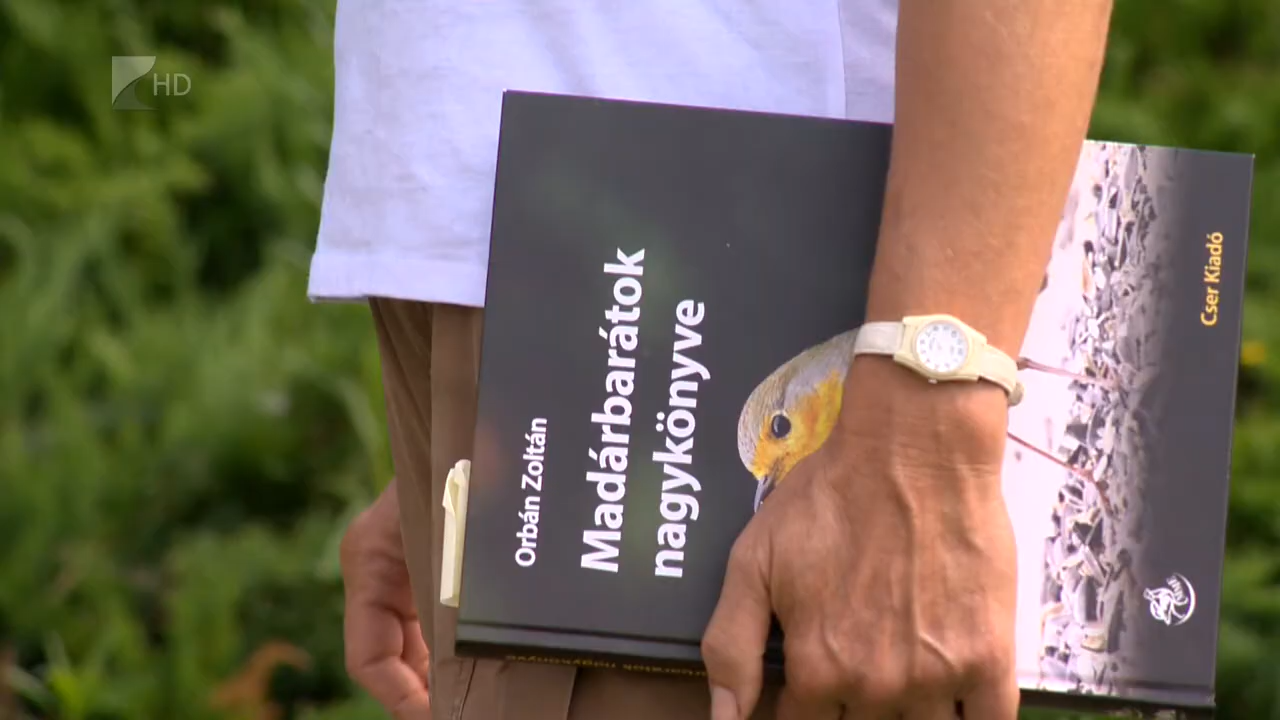 HD
Orbán Zoltán
Madárbarátok
nagykönyve
Cser Kiadó